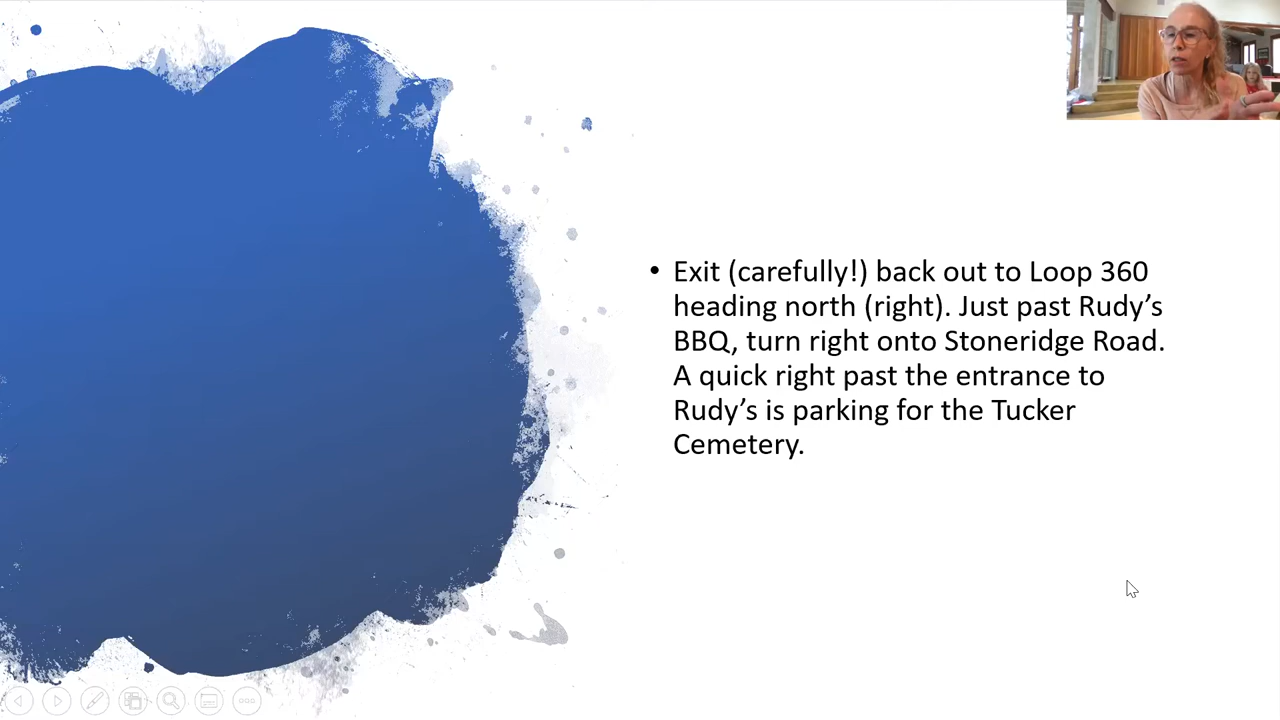 • Exit (carefully!) back out to Loop 360
heading north (right). Just past Rudy’s
BBQ, turn right onto Stoneridge Road.
A quick right past the entrance to
Rudy’s is parking for the Tucker
Cemetery.